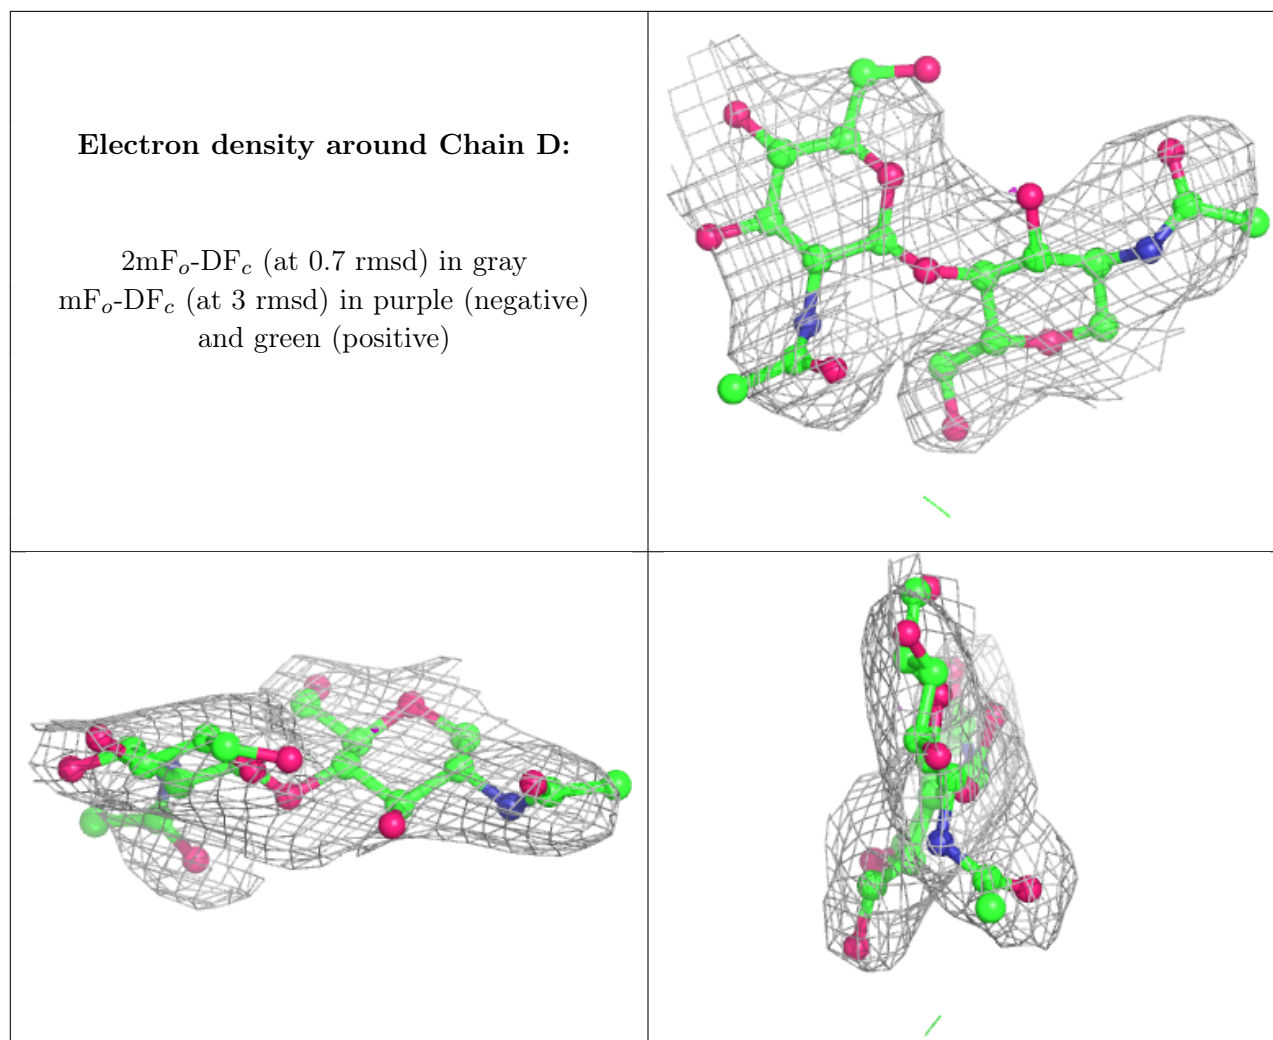 Electron density around Chain D:
2mFₒ-DF𝒸 (at 0.7 rmsd) in gray
mFₒ-DF𝒸 (at 3 rmsd) in purple (negative)
and green (positive)